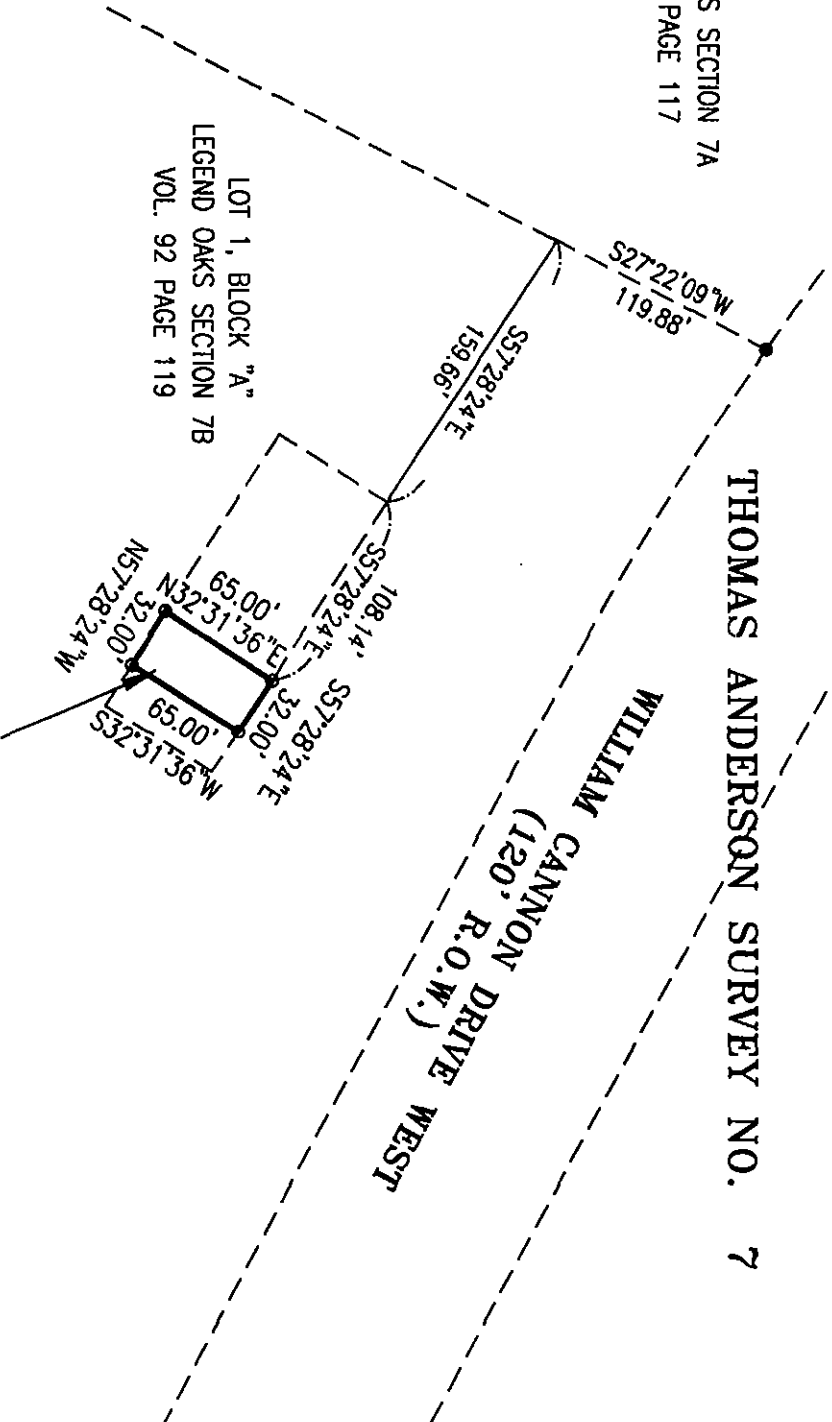 S SECTION 7A
PAGE 117
THOMAS ANDERSON SURVEY NO. 7
S27°22'09"W
119.88'
S57°28'24"E
159.66'
LOT 1, BLOCK "A"
LEGEND OAKS SECTION 7B
VOL. 92 PAGE 119
108.14'
S57°28'24"E
S57°28'24"E
32.00'
65.00'
N32°31'36"E
32.00'
N57°28'24"W
65.00'
S32°31'36"W
WILLIAM CANNON DRIVE WEST
(120' R.O.W.)